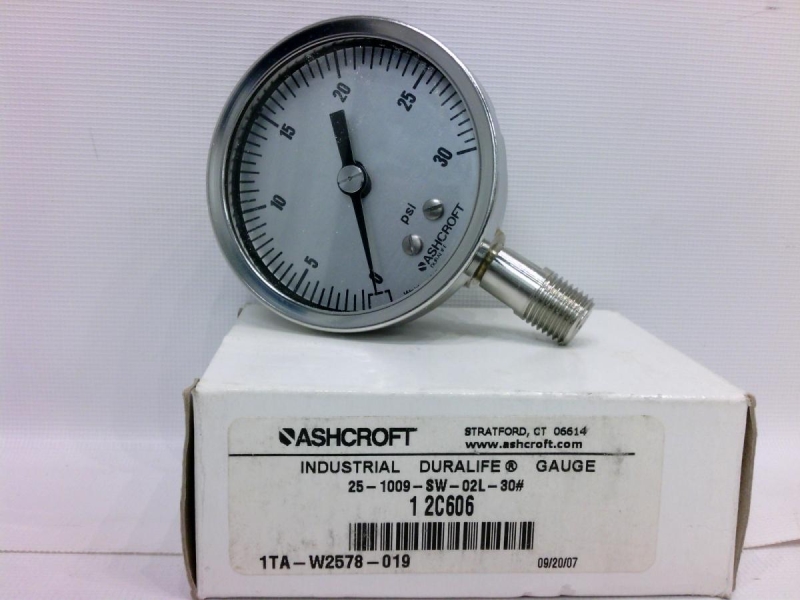 0
5
10
15
20
25
30
psi
ASHCROFT
ASHCROFT
STRATFORD, CT 06614
www.ashcroft.com
INDUSTRIAL DURALIFE® GAUGE
25-1009-SW-02L-30#
1 2C606
1TA-W2578-019
09/20/07